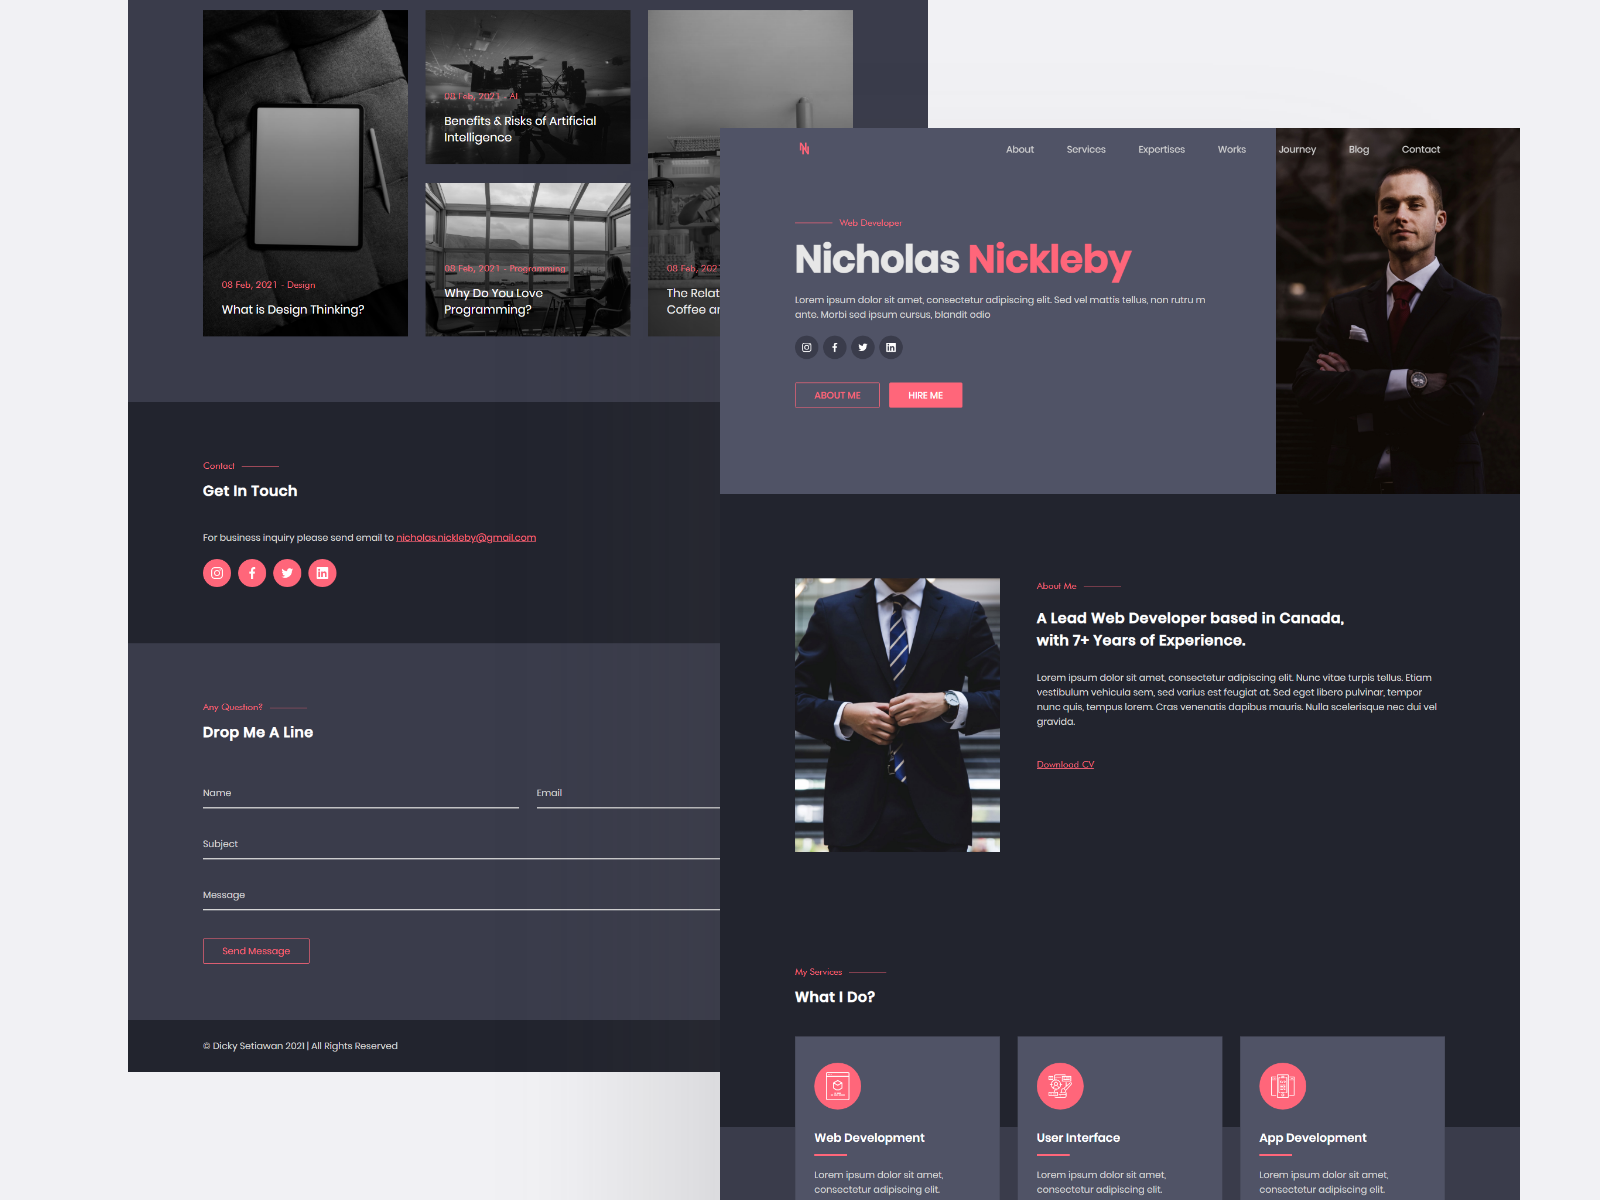 08 Feb, 2021 - AI
Benefits & Risks of Artificial
Intelligence
08 Feb, 2021 - Design
What is Design Thinking?
08 Feb, 2021 - Programming
Why Do You Love
Programming?
08 Feb, 202
The Relat
Coffee ar
Contact
Get In Touch
For business inquiry please send email to nicholas.nickleby@gmail.com
Any Question?
Drop Me A Line
Name
Email
Subject
Message
Send Message
© Dicky Setiawan 2021 | All Rights Reserved
About Services Expertises Works Journey Blog Contact
Web Developer
Nicholas Nickleby
Lorem ipsum dolor sit amet, consectetur adipiscing elit. Sed vel mattis tellus, non rutru m
ante. Morbi sed ipsum cursus, blandit odio
ABOUT ME
HIRE ME
About Me
A Lead Web Developer based in Canada,
with 7+ Years of Experience.
Lorem ipsum dolor sit amet, consectetur adipiscing elit. Nunc vitae turpis tellus. Etiam
vestibulum vehicula sem, sed varius est feugiat at. Sed eget libero pulvinar, tempor
nunc quis, tempus lorem. Cras venenatis dapibus mauris. Nulla scelerisque nec dui vel
gravida.
Download CV
My Services
What I Do?
Web Development
Lorem ipsum dolor sit amet,
consectetur adipiscing elit.
User Interface
Lorem ipsum dolor sit amet,
consectetur adipiscing elit.
App Development
Lorem ipsum dolor sit amet,
consectetur adipiscing elit.